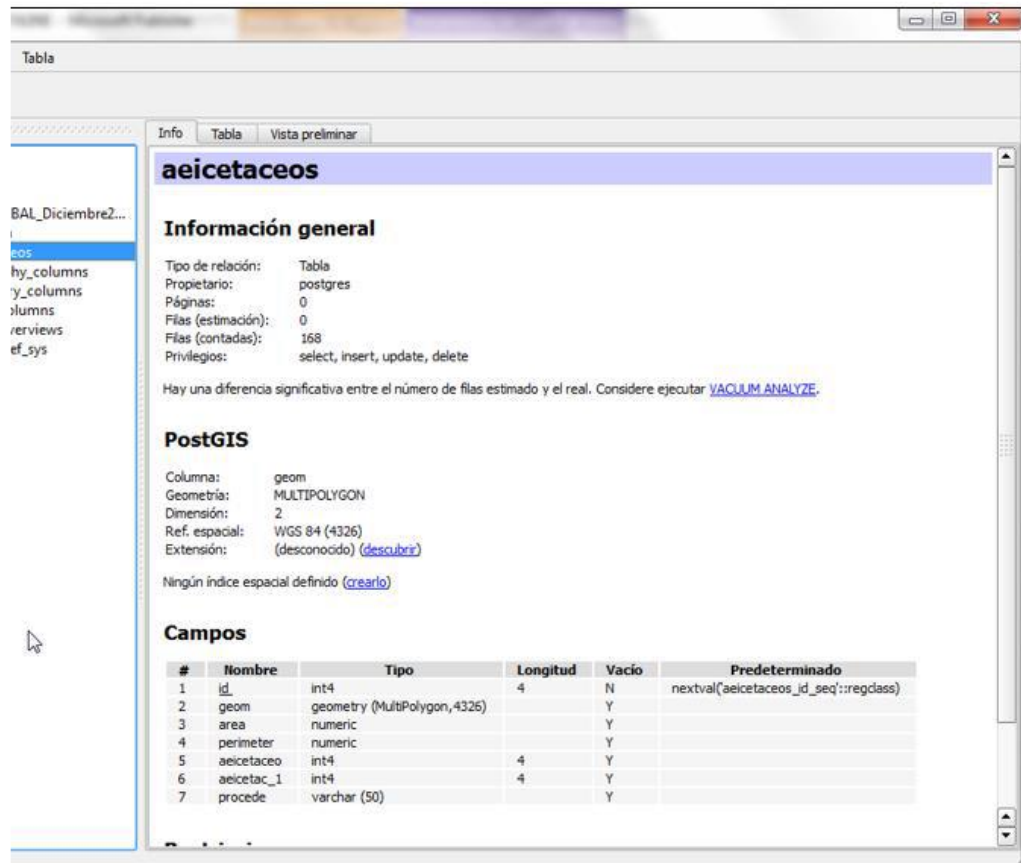 Tabla
Info Tabla Vista preliminar
aeicetaceos
BAL_Diciembre2...
eos
hy_columns
ry_columns
olumns
verviews
ef_sys
Información general
Tipo de relación: Tabla
Propietario: postgres
Páginas: 0
Filas (estimación): 0
Filas (contadas): 168
Privilegios: select, insert, update, delete
Hay una diferencia significativa entre el número de filas estimado y el real. Considere ejecutar VACUUM ANALYZE.
PostGIS
Columna: geom
Geometría: MULTIPOLYGON
Dimensión: 2
Ref. espacial: WGS 84 (4326)
Extensión: (desconocido) (descubrir)
Ningún índice espacial definido (crearlo)
Campos
# Nombre Tipo Longitud Vacío Predeterminado
1 id int4 4 N nextval('aeicetaceos_id_seq'::regclass)
2 geom geometry (MultiPolygon,4326) Y
3 area numeric Y
4 perimeter numeric Y
5 aeicetaceo int4 4 Y
6 aeicetac_1 int4 4 Y
7 procede varchar (50) Y